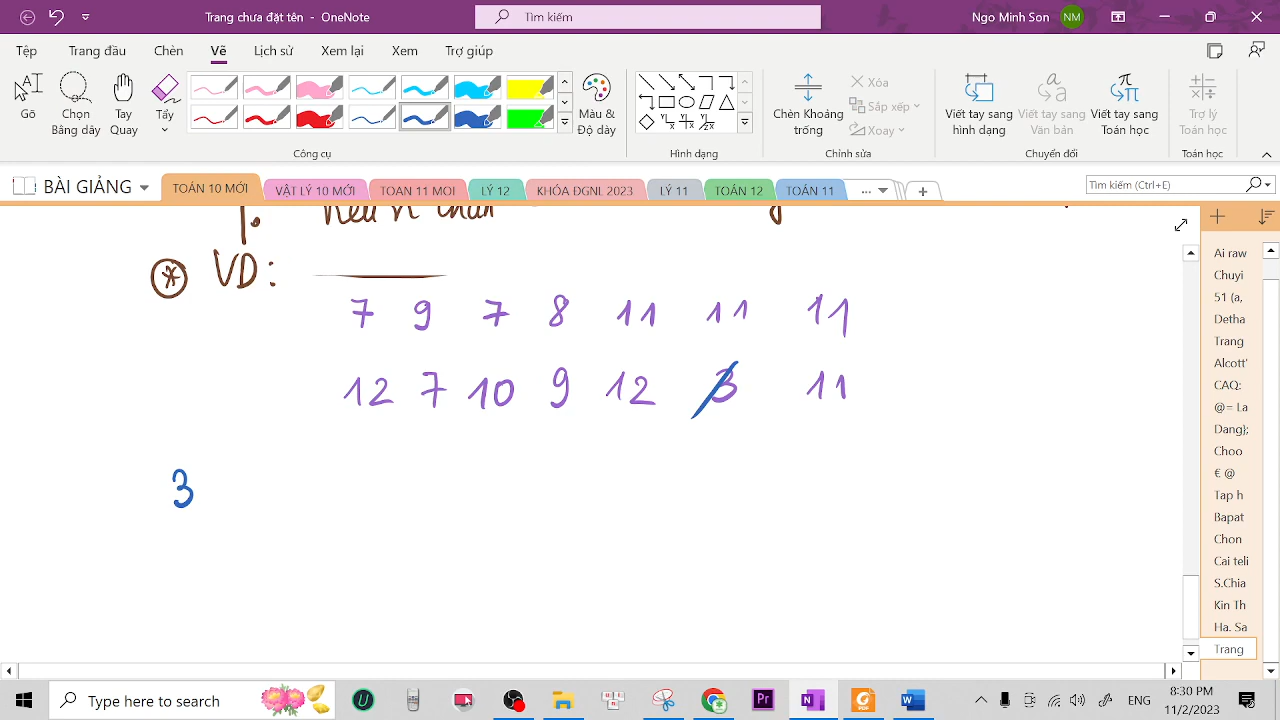 Trang chưa đặt tên - OneNote
Tìm kiếm
Ngo Minh Son
NM
Tệp Trang đầu Chèn Vẽ Lịch sử Xem lại Xem Trợ giúp
Gõ
Chọn Bằng dây
Tay Quay
Tẩy
Màu & Độ dày
Chèn Khoảng trống
Xóa
Sắp xếp
Xoay
Viết tay sang hình dạng
Viết tay sang Văn bản
Viết tay sang Toán học
Trợ lý Toán học
Công cụ Hình dạng Chỉnh sửa Chuyển đổi Toán học
BÀI GIẢNG TOÁN 10 MỚI VẬT LÝ 10 MỚI TOAN 11 MOI LÝ 12 KHÓA ĐGNL 2023 LÝ 11 TOÁN 12 TOÁN 11 ...
Tìm kiếm (Ctrl+E)
Nếu n chẵn
* VD:
7 9 7 8 11 11 11
12 7 10 9 12 3 11
3
Ai raw
Chuyi
51 (a,
Detha
Trang
Alcott'
CAQ:
@= La
Dang};
Choo
€ @
Tap h
Bapat
Chon
Cai teli
S.Chia
Kin Th
Ha. Sa
Trang
Type here to search
ENG
8:30 PM
11/2/2023